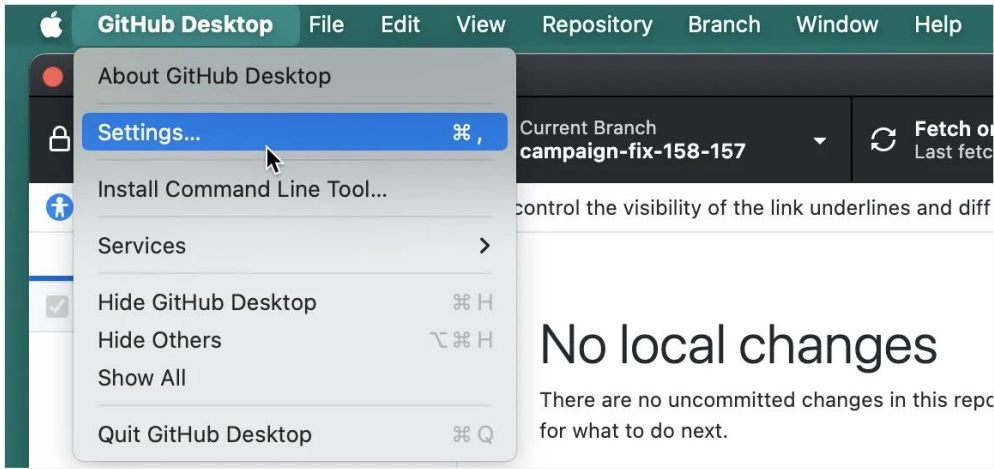 GitHub Desktop File Edit View Repository Branch Window Help
About GitHub Desktop
Settings... ⌘ ,
Install Command Line Tool...
Services
Hide GitHub Desktop ⌘ H
Hide Others ⌥ ⌘ H
Show All
Quit GitHub Desktop ⌘ Q
Current Branch
campaign-fix-158-157
Fetch
Last
control the visibility of the link underlines and diff
No local changes
There are no uncommitted changes in this
for what to do next.